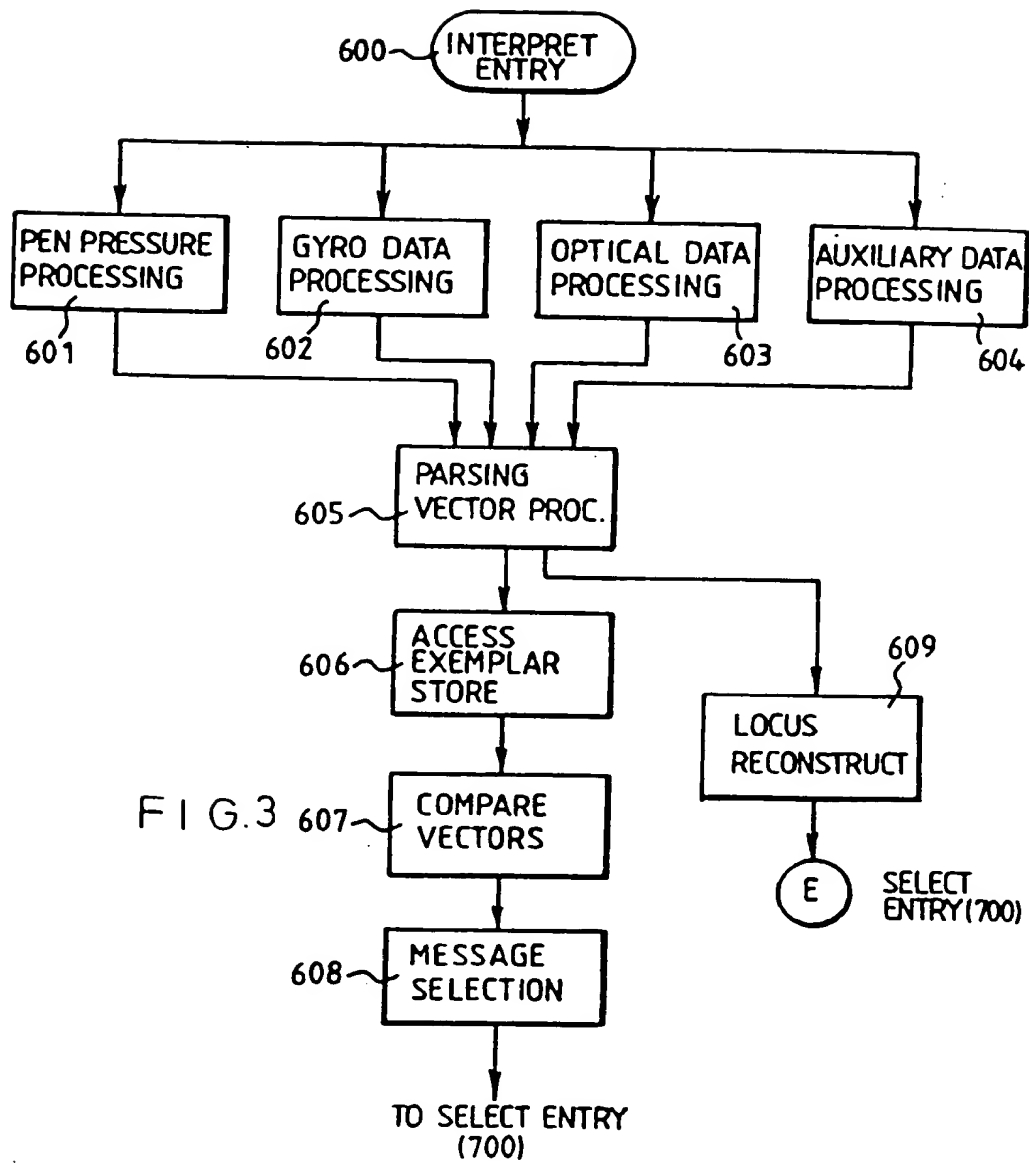 600
INTERPRET
ENTRY
PEN PRESSURE
PROCESSING
601
GYRO DATA
PROCESSING
602
OPTICAL DATA
PROCESSING
603
AUXILIARY DATA
PROCESSING
604
605
PARSING
VECTOR PROC.
606
ACCESS
EXEMPLAR
STORE
609
LOCUS
RECONSTRUCT
FIG.3
607
COMPARE
VECTORS
E
SELECT
ENTRY(700)
608
MESSAGE
SELECTION
TO SELECT ENTRY
(700)